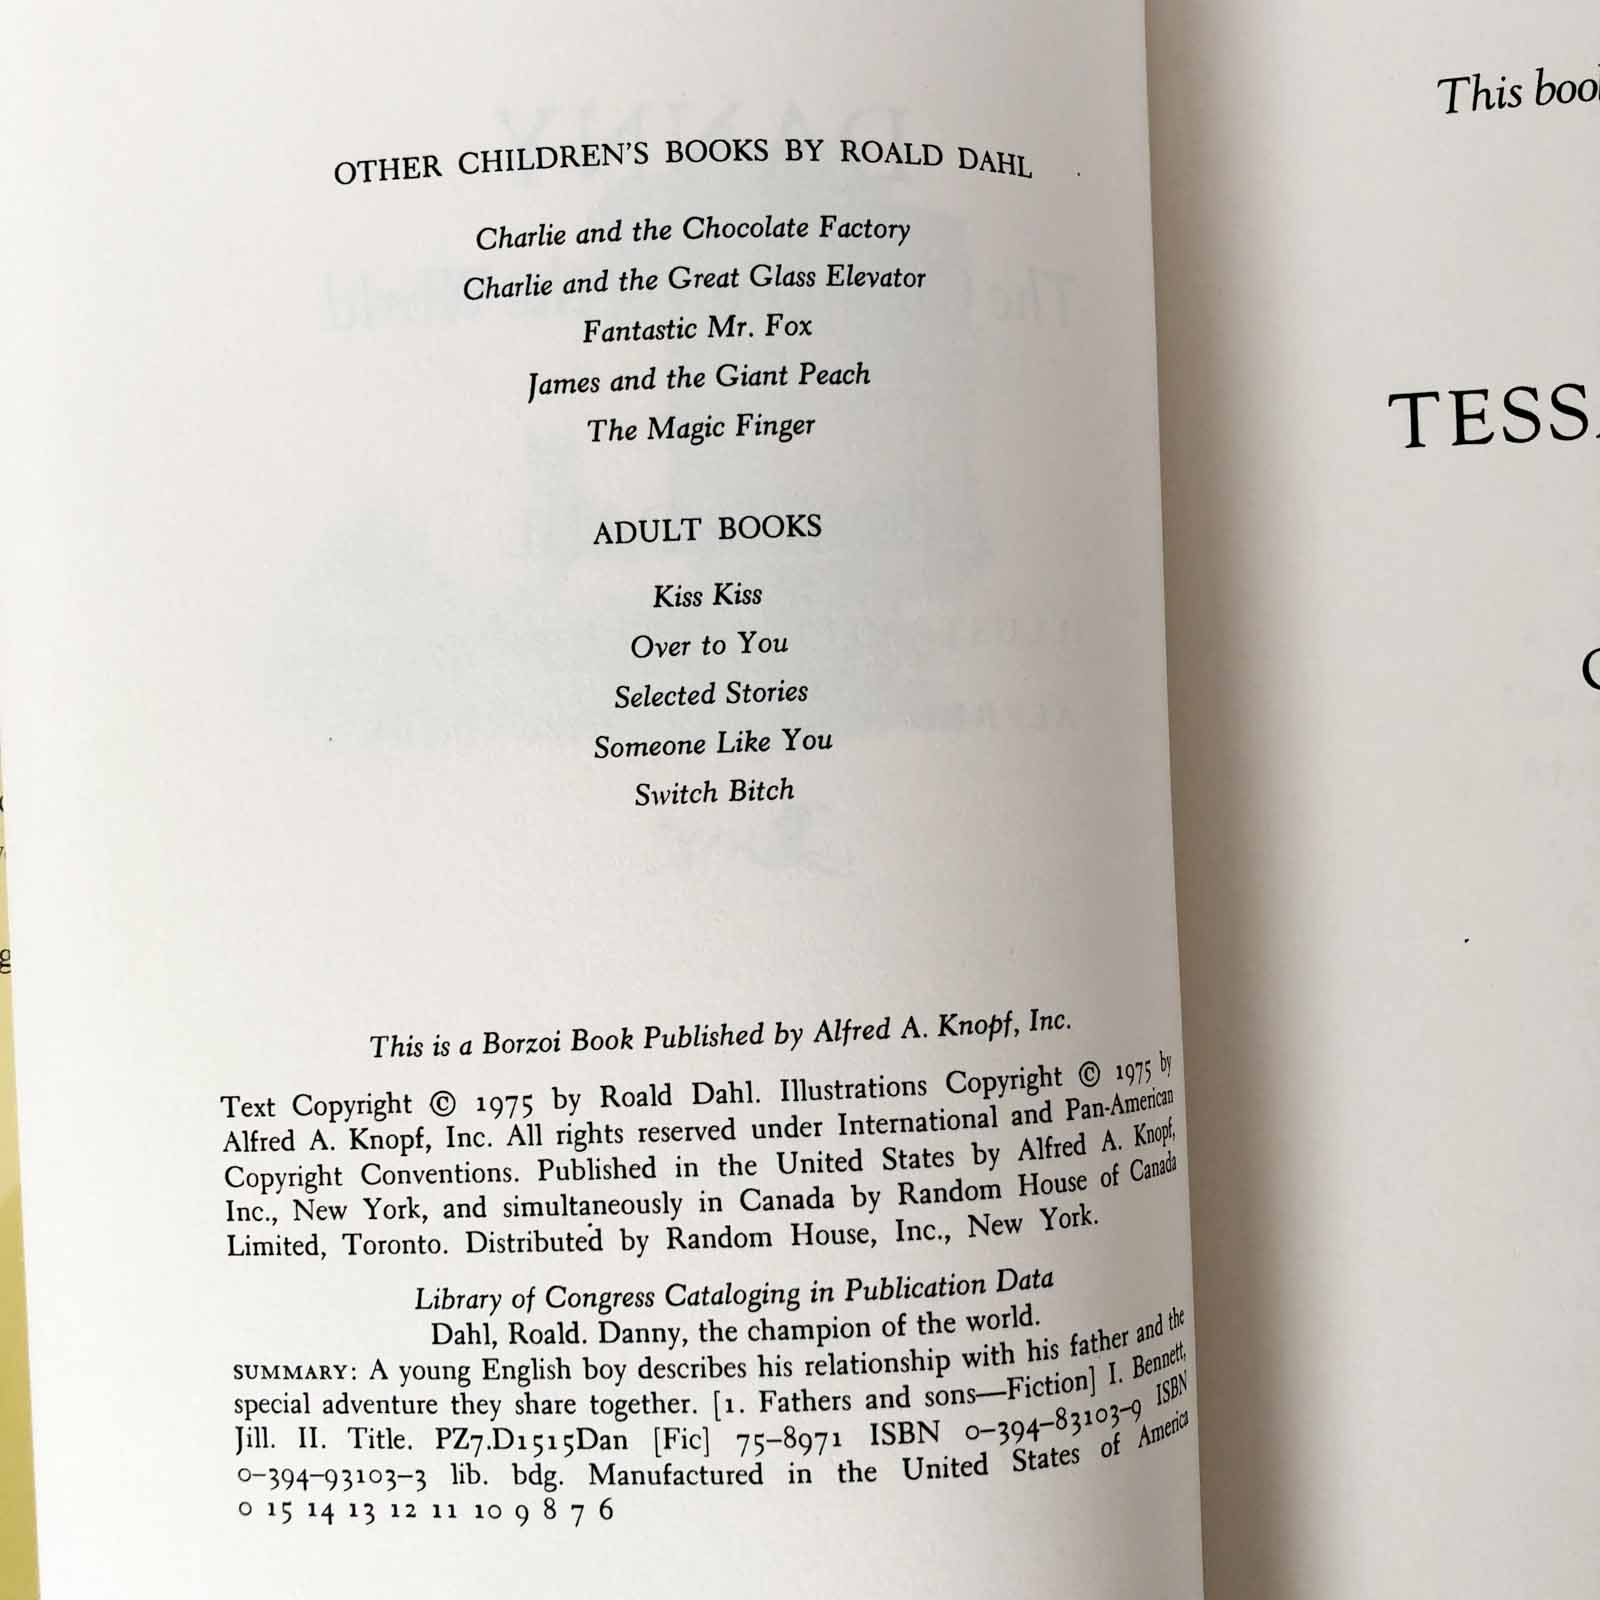 OTHER CHILDREN'S BOOKS BY ROALD DAHL
Charlie and the Chocolate Factory
Charlie and the Great Glass Elevator
Fantastic Mr. Fox
James and the Giant Peach
The Magic Finger
ADULT BOOKS
Kiss Kiss
Over to You
Selected Stories
Someone Like You
Switch Bitch
This is a Borzoi Book Published by Alfred A. Knopf, Inc.
Text Copyright © 1975 by Roald Dahl. Illustrations Copyright © 1975 by
Alfred A. Knopf, Inc. All rights reserved under International and Pan-American
Copyright Conventions. Published in the United States by Alfred A. Knopf,
Inc., New York, and simultaneously in Canada by Random House of Canada
Limited, Toronto. Distributed by Random House, Inc., New York.
Library of Congress Cataloging in Publication Data
Dahl, Roald. Danny, the champion of the world.
SUMMARY: A young English boy describes his relationship with his father and the
special adventure they share together. [1. Fathers and sons—Fiction] I. Bennett,
Jill. II. Title. PZ7.D1515Dan [Fic] 75-8971 ISBN 0-394-83103-9 ISBN
0-394-93103-3 lib. bdg. Manufactured in the United States of America
0 15 14 13 12 11 10 9 8 7 6
This
TESS